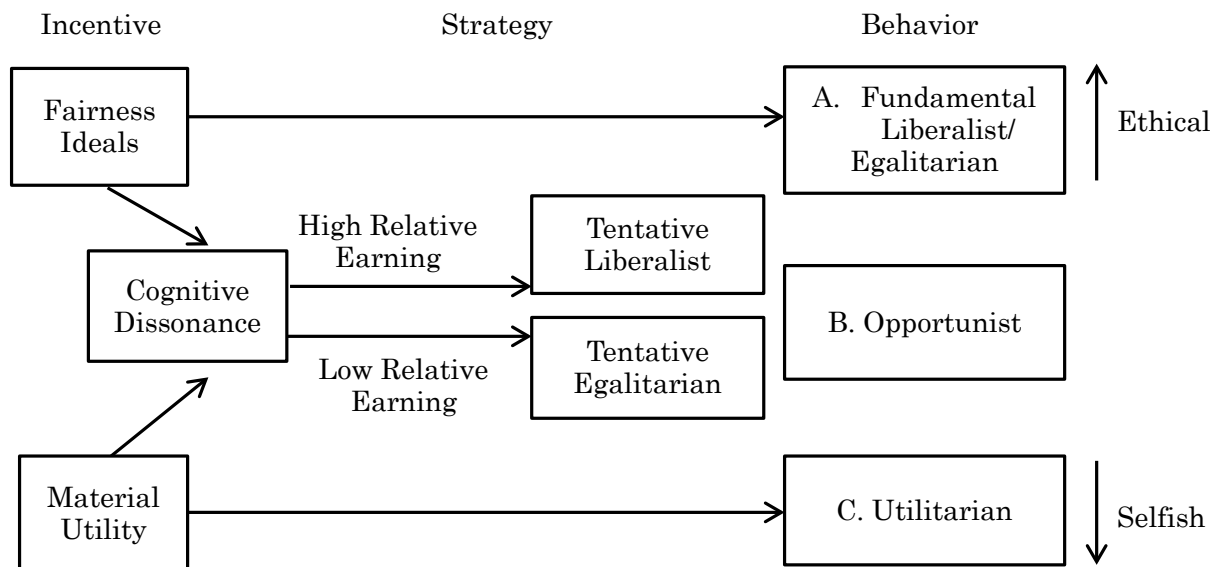 Incentive
Strategy
Behavior
Fairness
Ideals
A. Fundamental
Liberalist/
Egalitarian
Ethical
High Relative
Earning
Tentative
Liberalist
Cognitive
Dissonance
B. Opportunist
Low Relative
Earning
Tentative
Egalitarian
Material
Utility
C. Utilitarian
Selfish